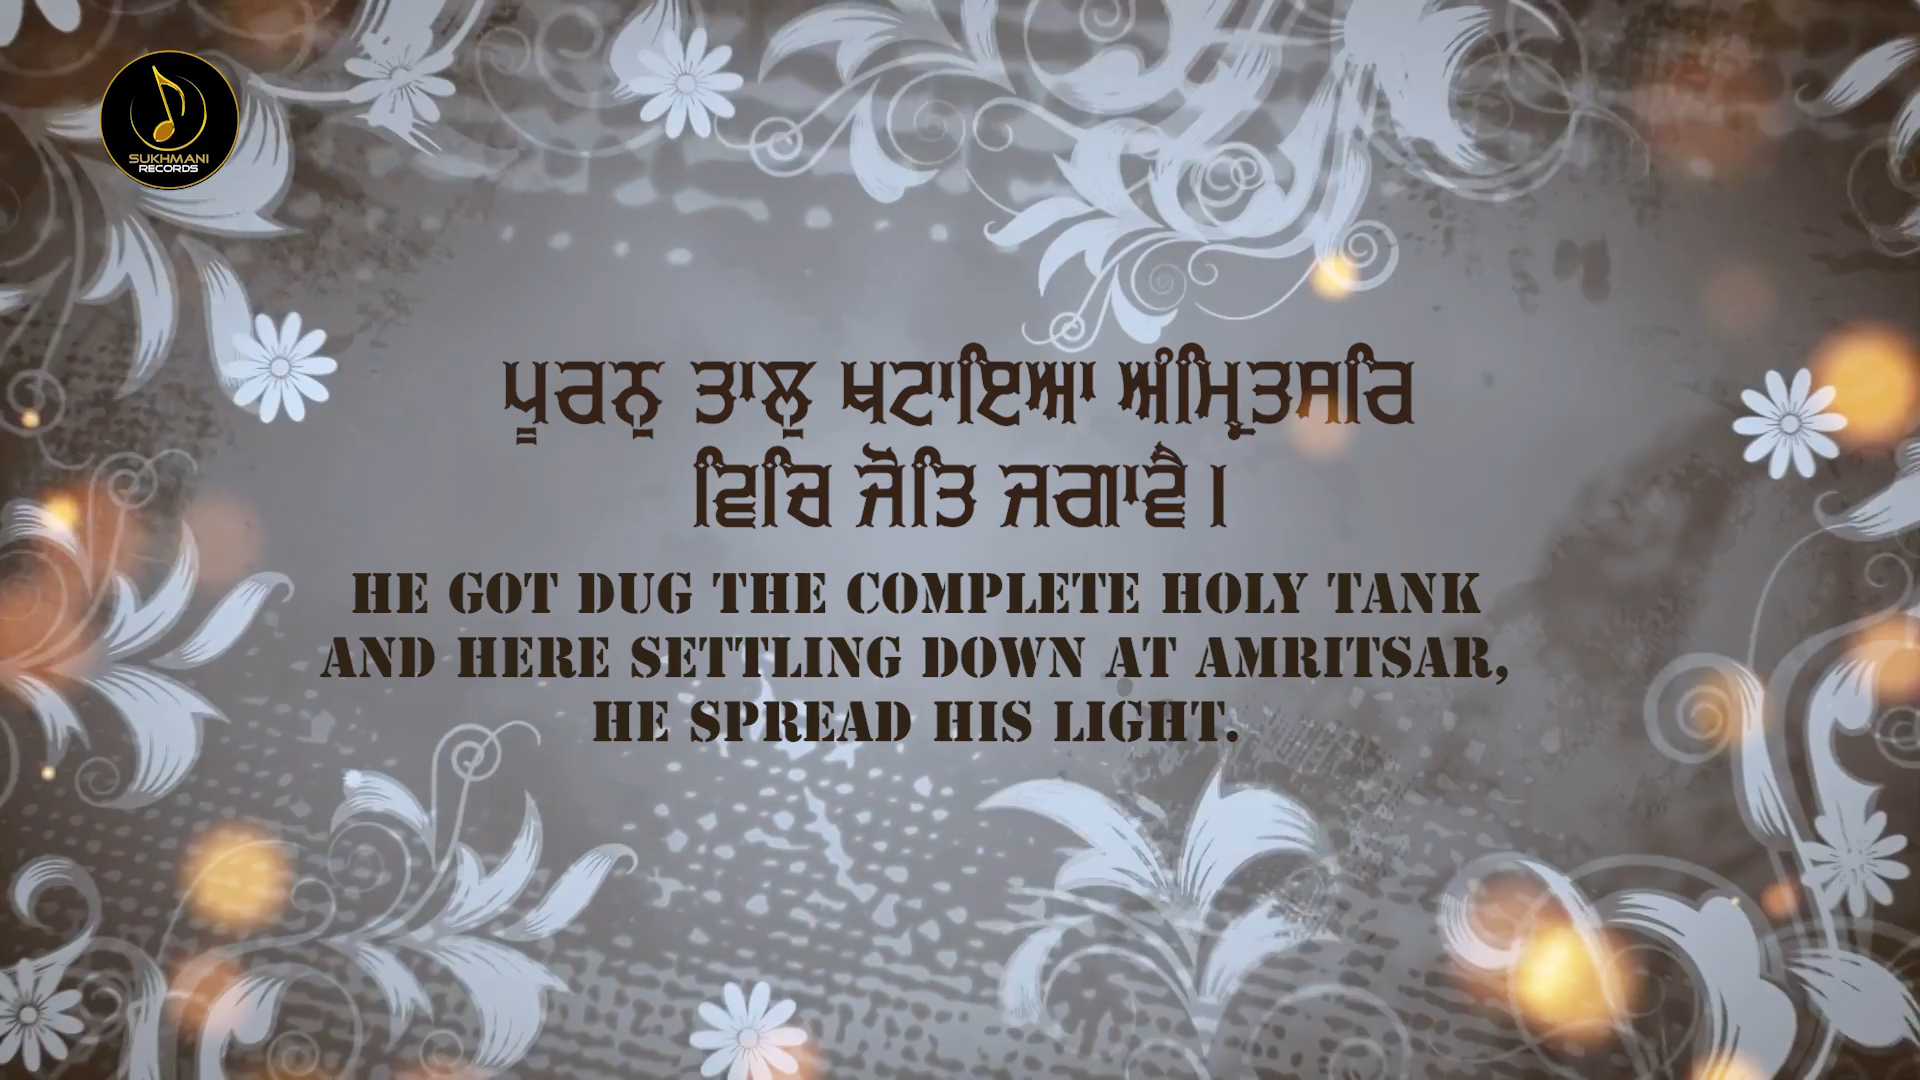 SUKHMANI
RECORDS
ਪੂਰਨੁ ਤਾਲੁ ਖਟਾਇਆ ਅੰਮ੍ਰਿਤਸਰਿ
ਵਿਚਿ ਜੋਤਿ ਜਗਾਵੈ।
HE GOT DUG THE COMPLETE HOLY TANK
AND HERE SETTLING DOWN AT AMRITSAR,
HE SPREAD HIS LIGHT.